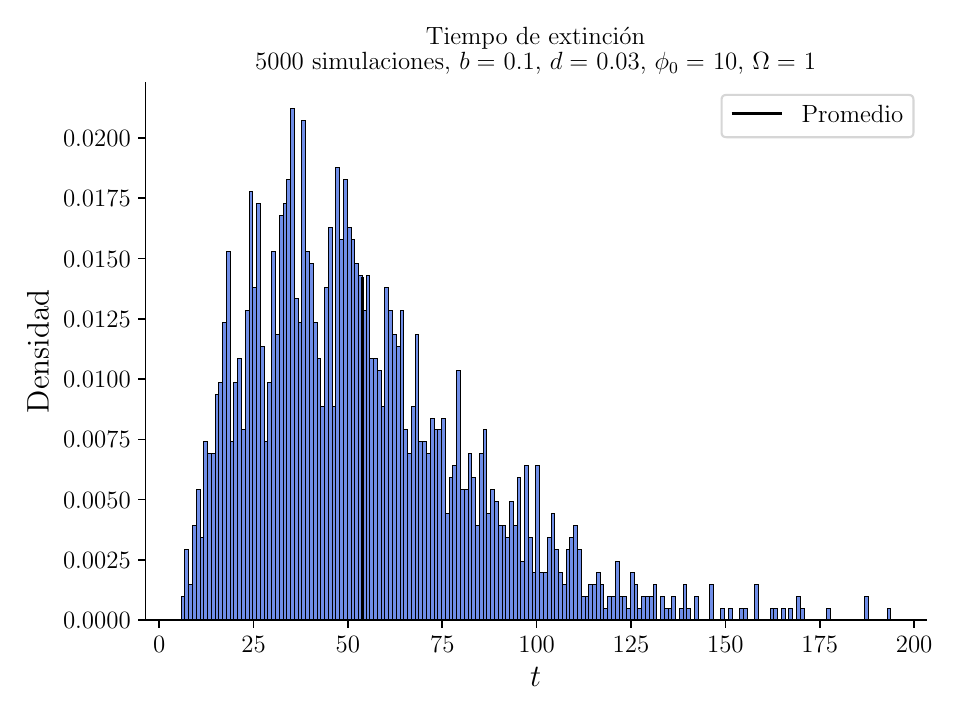 Tiempo de extinción
5000 simulaciones, b = 0.1, d = 0.03, ϕ₀ = 10, Ω = 1
Promedio
Densidad
0.0200
0.0175
0.0150
0.0125
0.0100
0.0075
0.0050
0.0025
0.0000
0 25 50 75 100 125 150 175 200
t